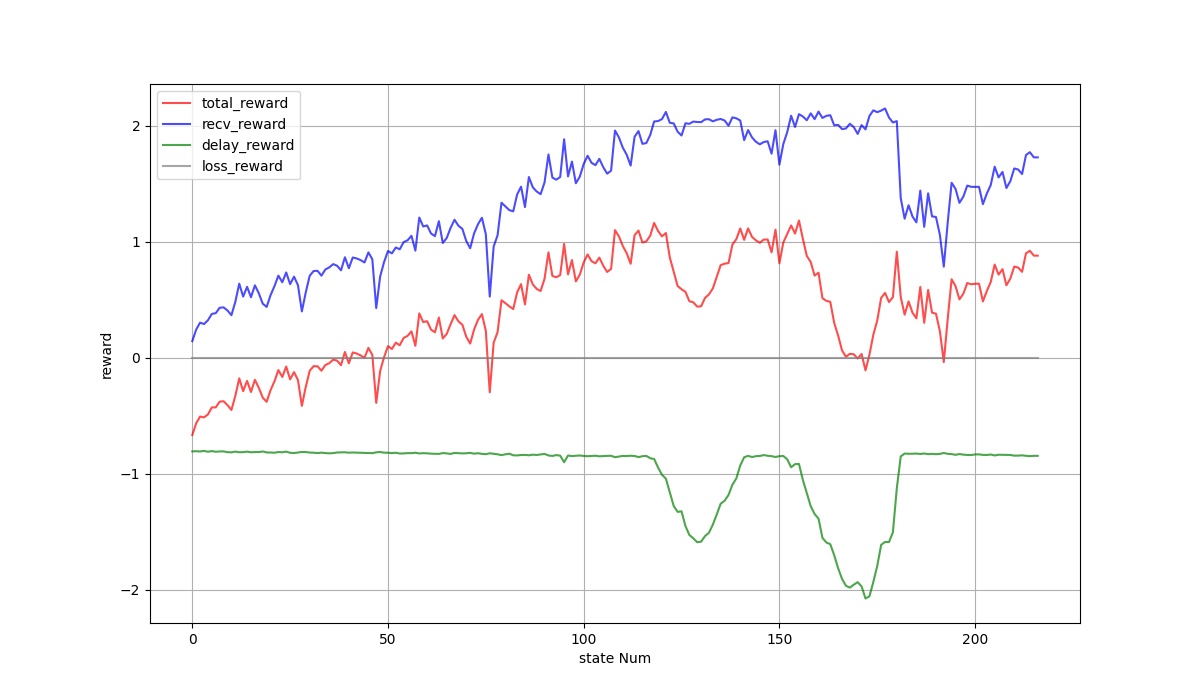 total_reward
recv_reward
delay_reward
loss_reward
2
1
0
−1
−2
reward
0 50 100 150 200
state Num